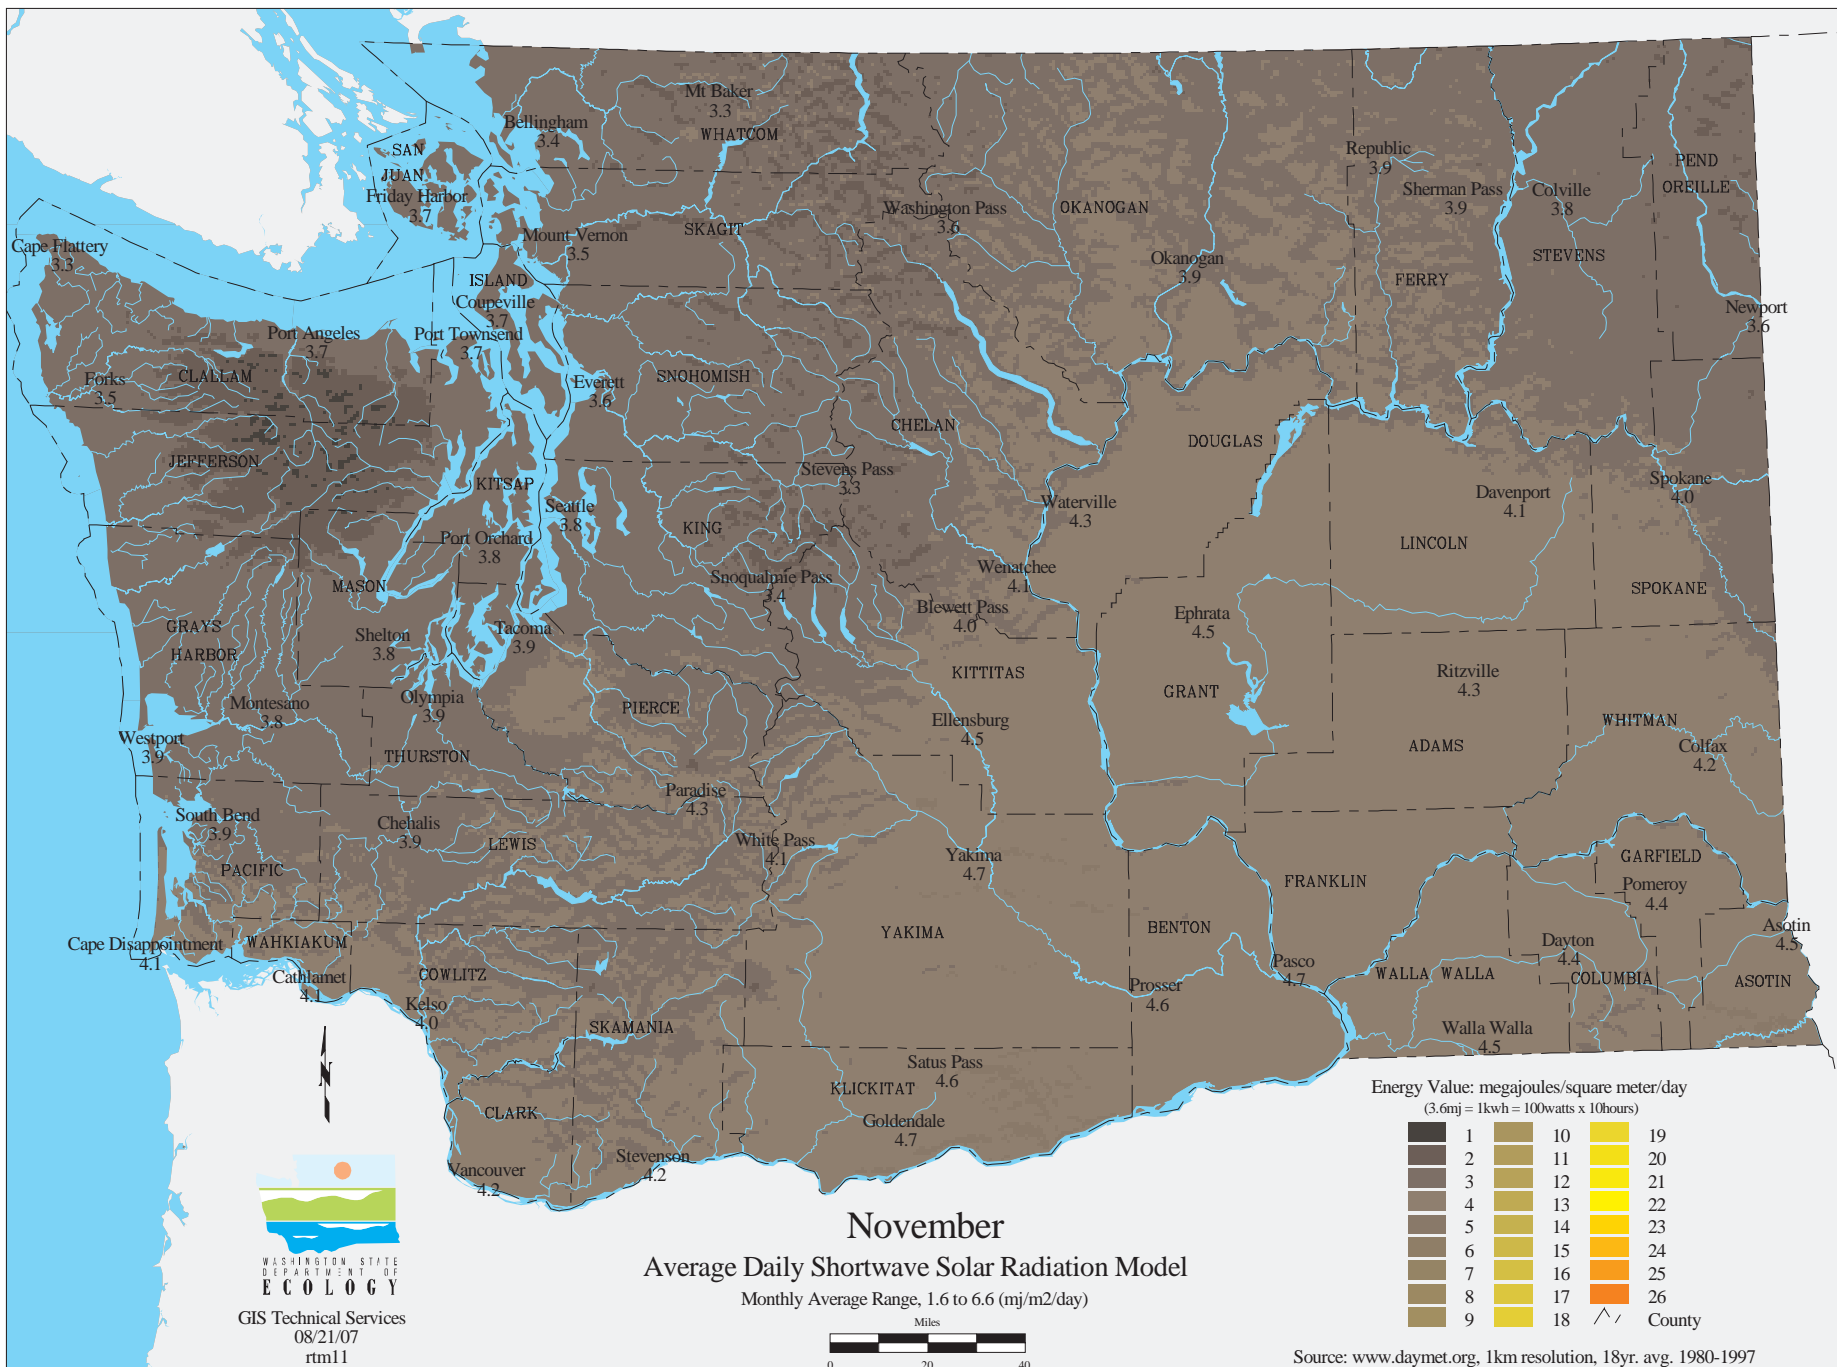 Mt Baker
3.3
WHATCOM
Bellingham
3.4
SAN
JUAN
Friday Harbor
3.7
Republic
3.9
PEND
OREILLE
Sherman Pass
3.9
Colville
3.8
Washington Pass
3.6
OKANOGAN
SKAGIT
Mount Vernon
3.5
Cape Flattery
3.3
STEVENS
Okanogan
3.9
FERRY
ISLAND
Coupeville
3.7
Newport
3.6
Port Angeles
3.7
Port Townsend
3.7
CLALLAM
Forks
3.5
Everett
3.6
SNOHOMISH
CHELAN
DOUGLAS
JEFFERSON
Stevens Pass
3.3
KITSAP
Spokane
4.0
Davenport
4.1
Waterville
4.3
Seattle
3.8
KING
Port Orchard
3.8
LINCOLN
Wenatchee
4.1
Snoqualmie Pass
3.4
MASON
SPOKANE
Blewett Pass
4.0
Ephrata
4.5
GRAYS
HARBOR
Shelton
3.8
Tacoma
3.9
KITTITAS
Ritzville
4.3
GRANT
Olympia
3.9
Montesano
3.8
PIERCE
Ellensburg
4.5
WHITMAN
Westport
3.9
THURSTON
ADAMS
Colfax
4.2
Paradise
4.3
South Bend
3.9
Chehalis
3.9
LEWIS
White Pass
4.1
Yakima
4.7
GARFIELD
PACIFIC
FRANKLIN
Pomeroy
4.4
Cape Disappointment
4.1
WAHKIAKUM
YAKIMA
BENTON
Asotin
4.5
Dayton
4.4
Cathlamet
4.1
COWLITZ
Pasco
4.7
WALLA WALLA
COLUMBIA
ASOTIN
Prosser
4.6
Kelso
4.0
SKAMANIA
Walla Walla
4.5
Satus Pass
4.6
KLICKITAT
CLARK
Goldendale
4.7
Vancouver
4.2
Stevenson
4.2
N
Energy Value: megajoules/square meter/day
(3.6mj = 1kwh = 100watts x 10hours)
1 10 19
2 11 20
3 12 21
4 13 22
5 14 23
6 15 24
7 16 25
8 17 26
9 18 County
November
Average Daily Shortwave Solar Radiation Model
Monthly Average Range, 1.6 to 6.6 (mj/m2/day)
Miles
0 20 40
WASHINGTON STATE
DEPARTMENT OF
ECOLOGY
GIS Technical Services
08/21/07
rtm11
Source: www.daymet.org, 1km resolution, 18yr. avg. 1980-1997